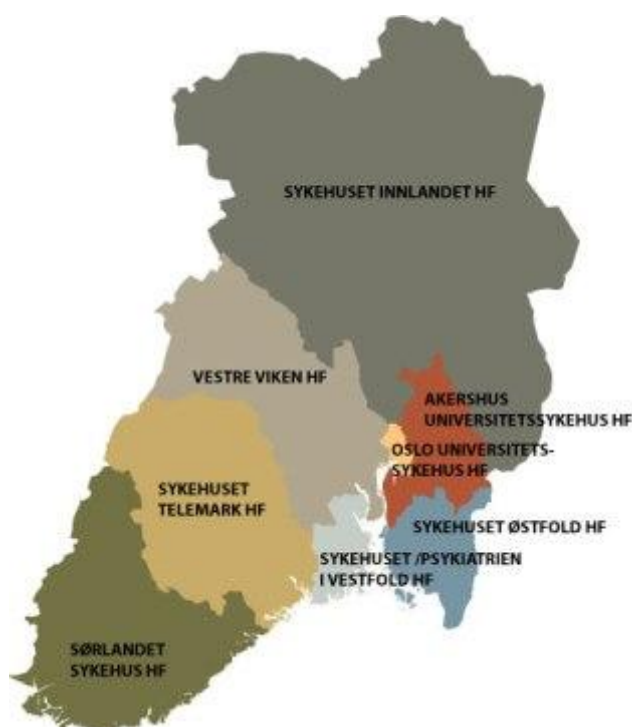 SYKEHUSET INNLANDET HF
VESTRE VIKEN HF
AKERSHUS
UNIVERSITETSSYKEHUS HF
OSLO UNIVERSITETS-
SYKEHUS HF
SYKEHUSET
TELEMARK HF
SYKEHUSET ØSTFOLD HF
SYKEHUSET /PSYKIATRIEN
I VESTFOLD HF
SØRLANDET
SYKEHUS HF